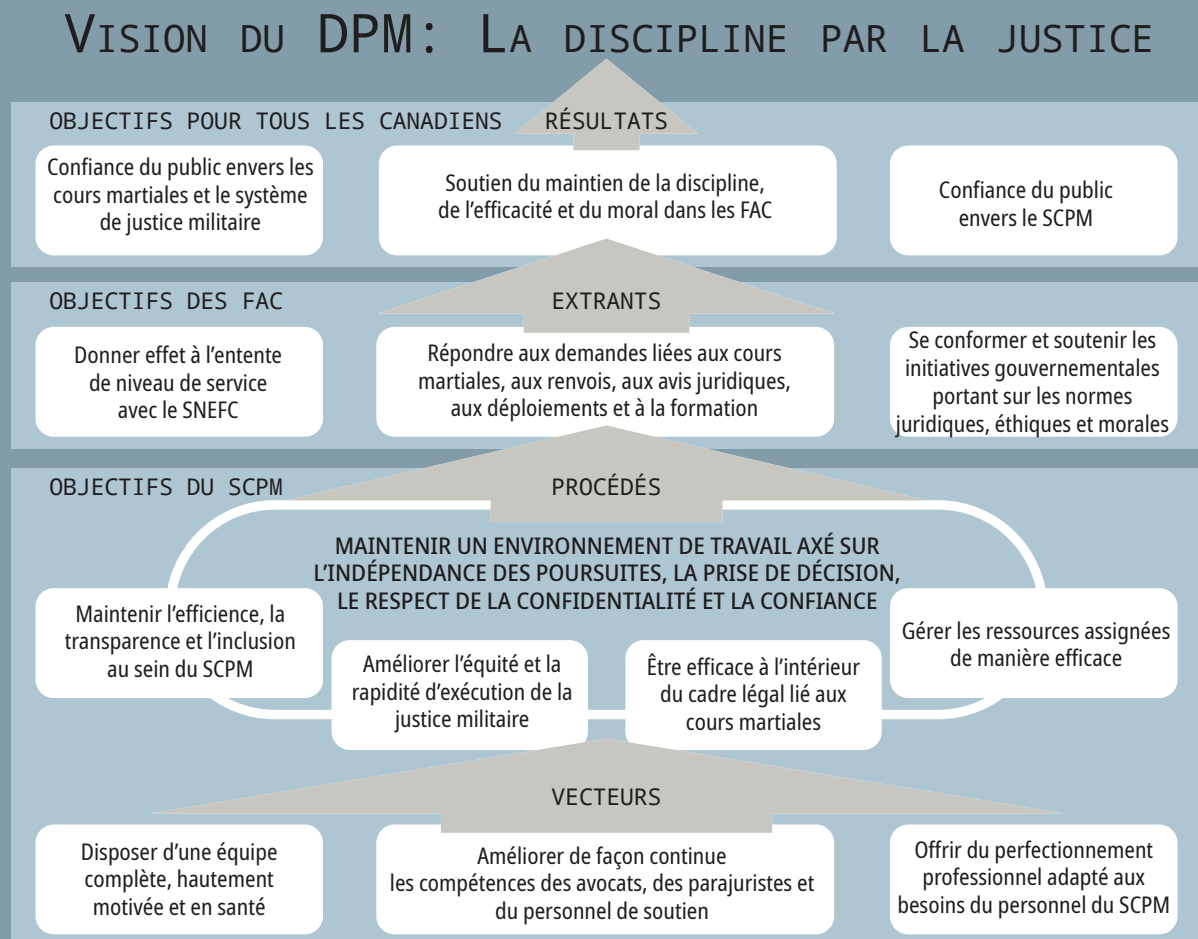 VISION DU DPM: LA DISCIPLINE PAR LA JUSTICE
OBJECTIFS POUR TOUS LES CANADIENS
RÉSULTATS
Confiance du public envers les
cours martiales et le système
de justice militaire
Soutien du maintien de la discipline,
de l’efficacité et du moral dans les FAC
Confiance du public
envers le SCPM
OBJECTIFS DES FAC
EXTRANTS
Donner effet à l’entente
de niveau de service
avec le SNEFC
Répondre aux demandes liées aux cours
martiales, aux renvois, aux avis juridiques,
aux déploiements et à la formation
Se conformer et soutenir les
initiatives gouvernementales
portant sur les normes
juridiques, éthiques et morales
OBJECTIFS DU SCPM
PROCÉDÉS
MAINTENIR UN ENVIRONNEMENT DE TRAVAIL AXÉ SUR
L’INDÉPENDANCE DES POURSUITES, LA PRISE DE DÉCISION,
LE RESPECT DE LA CONFIDENTIALITÉ ET LA CONFIANCE
Maintenir l’efficience, la
transparence et l’inclusion
au sein du SCPM
Améliorer l’équité et la
rapidité d’exécution de la
justice militaire
Être efficace à l’intérieur
du cadre légal lié aux
cours martiales
Gérer les ressources assignées
de manière efficace
VECTEURS
Disposer d’une équipe
complète, hautement
motivée et en santé
Améliorer de façon continue
les compétences des avocats, des parajuristes et
du personnel de soutien
Offrir du perfectionnement
professionnel adapté aux
besoins du personnel du SCPM